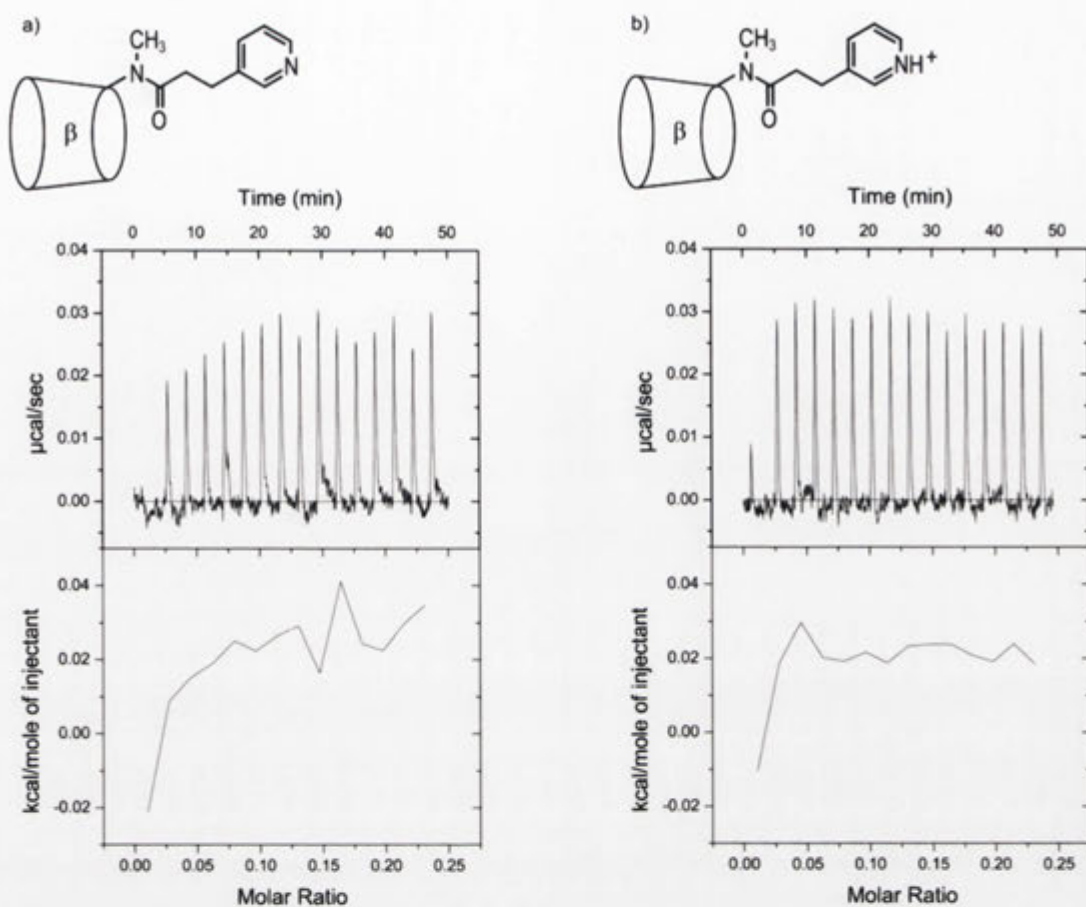 a)
CH₃
N
N
O
β
Time (min)
0 10 20 30 40 50
0.04
0.03
0.02
0.01
0.00
µcal/sec
0.04
0.02
0.00
-0.02
kcal/mole of injectant
0.00 0.05 0.10 0.15 0.20 0.25
Molar Ratio
b)
CH₃
N
NH⁺
O
β
Time (min)
0 10 20 30 40 50
0.04
0.03
0.02
0.01
0.00
µcal/sec
0.04
0.02
0.00
-0.02
kcal/mole of injectant
0.00 0.05 0.10 0.15 0.20 0.25
Molar Ratio